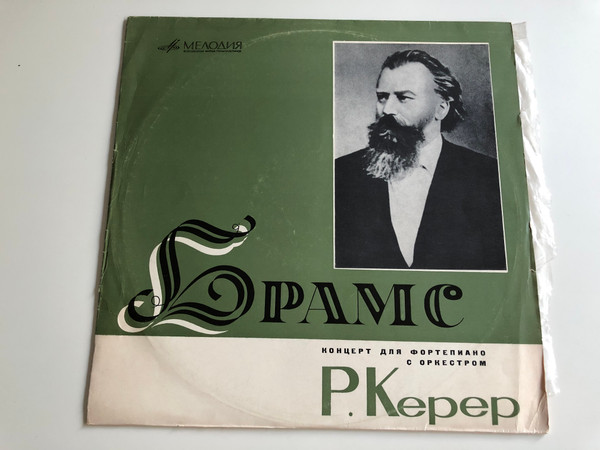 МЕЛОДИЯ
БРАМС
КОНЦЕРТ ДЛЯ ФОРТЕПИАНО
С ОРКЕСТРОМ
Р. Керер